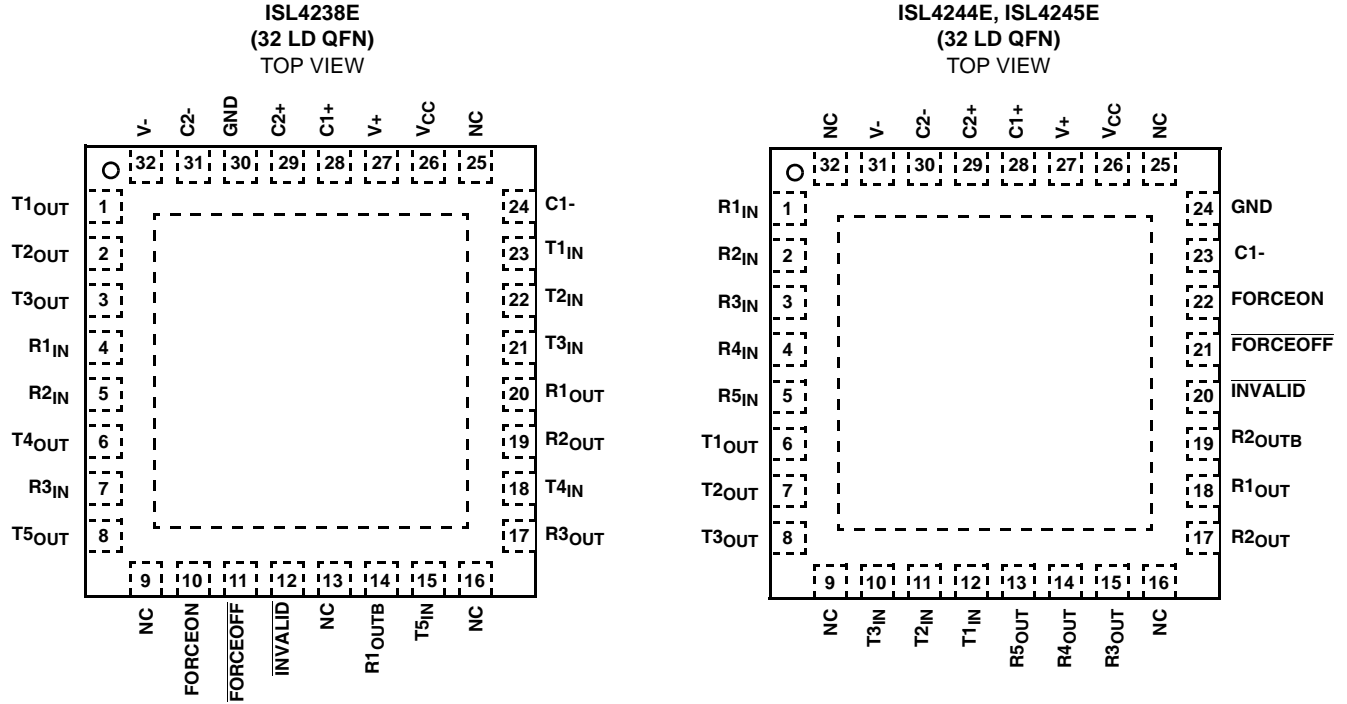 ISL4238E
(32 LD QFN)
TOP VIEW
V-
C2-
GND
C2+
C1+
V+
VCC
NC
32
31
30
29
28
27
26
25
T1OUT 1
T2OUT 2
T3OUT 3
R1IN 4
R2IN 5
T4OUT 6
R3IN 7
T5OUT 8
24 C1-
23 T1IN
22 T2IN
21 T3IN
20 R1OUT
19 R2OUT
18 T4IN
17 R3OUT
9
10
11
12
13
14
15
16
NC
FORCEON
FORCEOFF
INVALID
NC
R1OUTB
T5IN
NC
ISL4244E, ISL4245E
(32 LD QFN)
TOP VIEW
NC
V-
C2-
C2+
C1+
V+
VCC
NC
32
31
30
29
28
27
26
25
R1IN 1
R2IN 2
R3IN 3
R4IN 4
R5IN 5
T1OUT 6
T2OUT 7
T3OUT 8
24 GND
23 C1-
22 FORCEON
21 FORCEOFF
20 INVALID
19 R2OUTB
18 R1OUT
17 R2OUT
9
10
11
12
13
14
15
16
NC
T3IN
T2IN
T1IN
R5OUT
R4OUT
R3OUT
NC